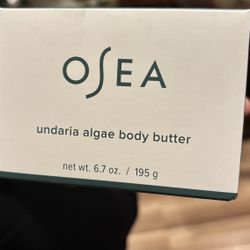 OSEA
undaria algae body butter
net wt. 6.7 oz. / 195 g